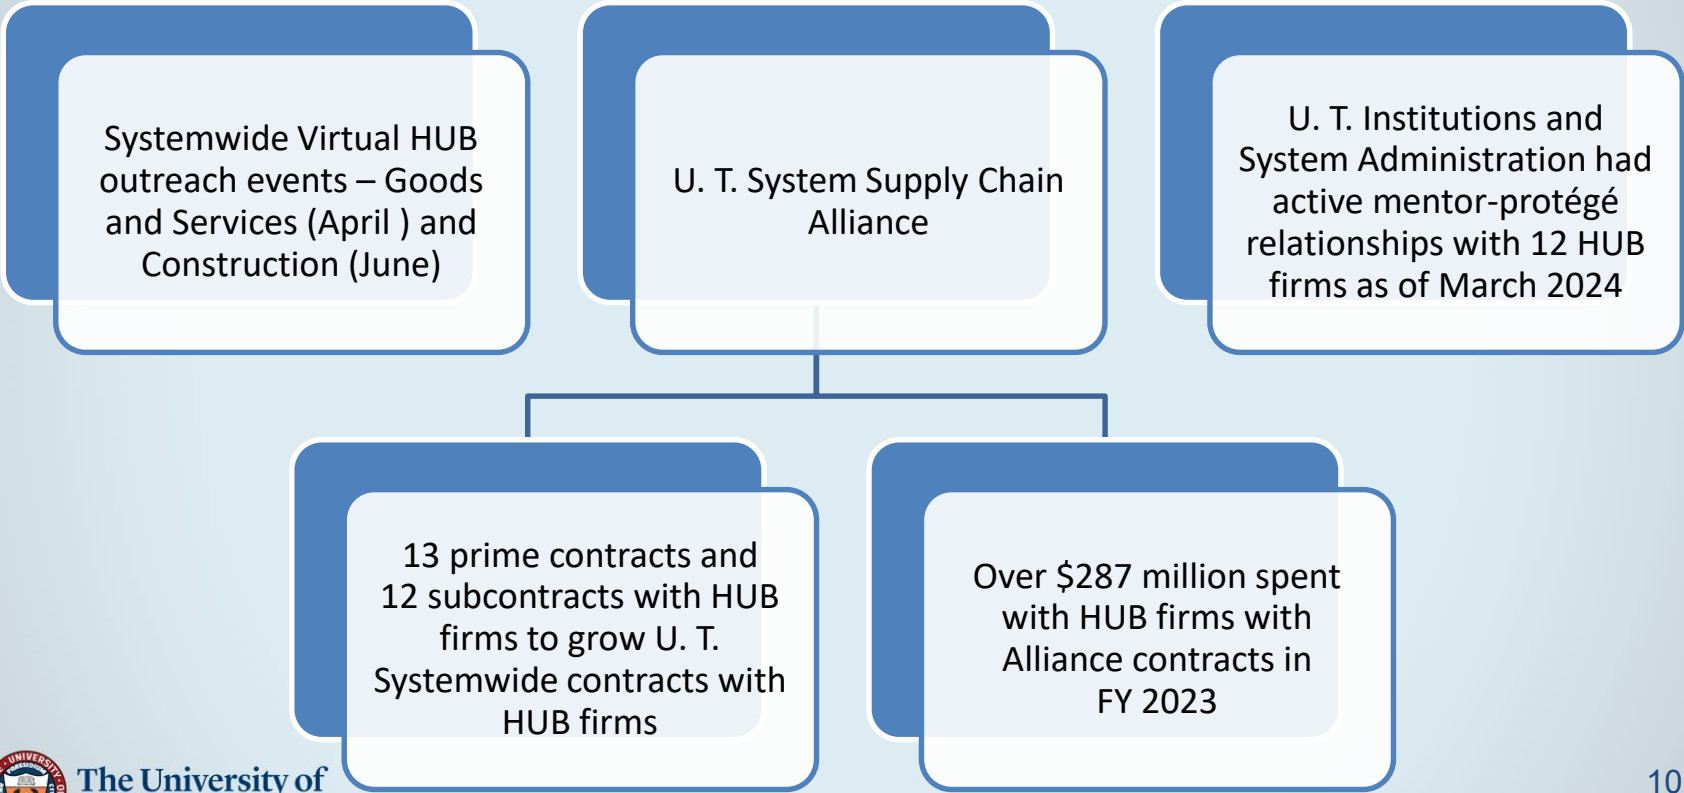 Systemwide Virtual HUB
outreach events – Goods
and Services (April ) and
Construction (June)
U. T. System Supply Chain
Alliance
U. T. Institutions and
System Administration had
active mentor-protégé
relationships with 12 HUB
firms as of March 2024
13 prime contracts and
12 subcontracts with HUB
firms to grow U. T.
Systemwide contracts with
HUB firms
Over $287 million spent
with HUB firms with
Alliance contracts in
FY 2023
The University of
10